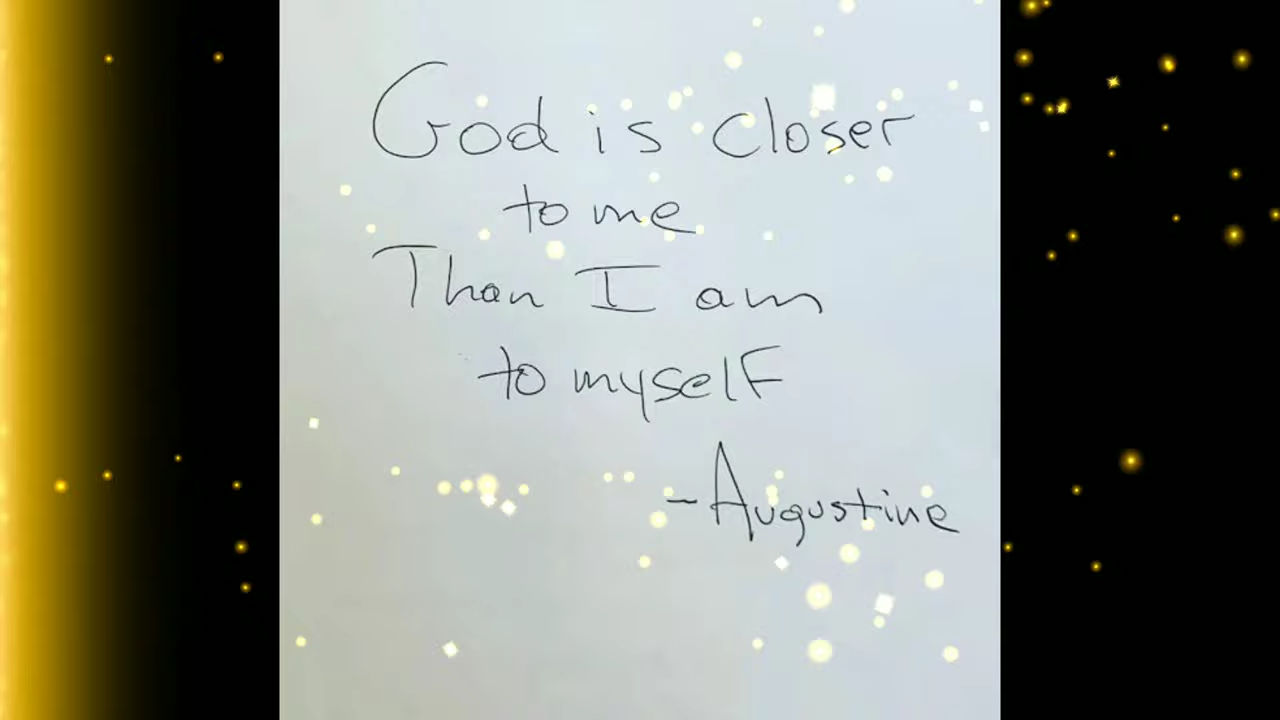 God is closer
to me
Than I am
to myself
- Augustine